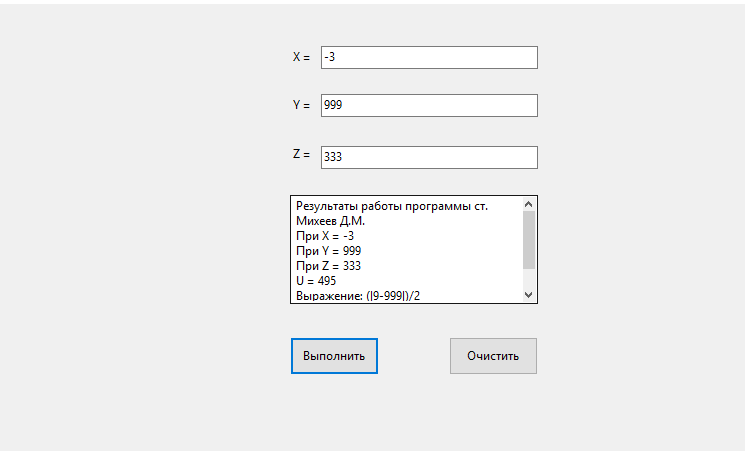 X = -3
Y = 999
Z = 333
Результаты работы программы ст.
Михеев Д.М.
При X = -3
При Y = 999
При Z = 333
U = 495
Выражение: (|9-999|)/2
Выполнить Очистить